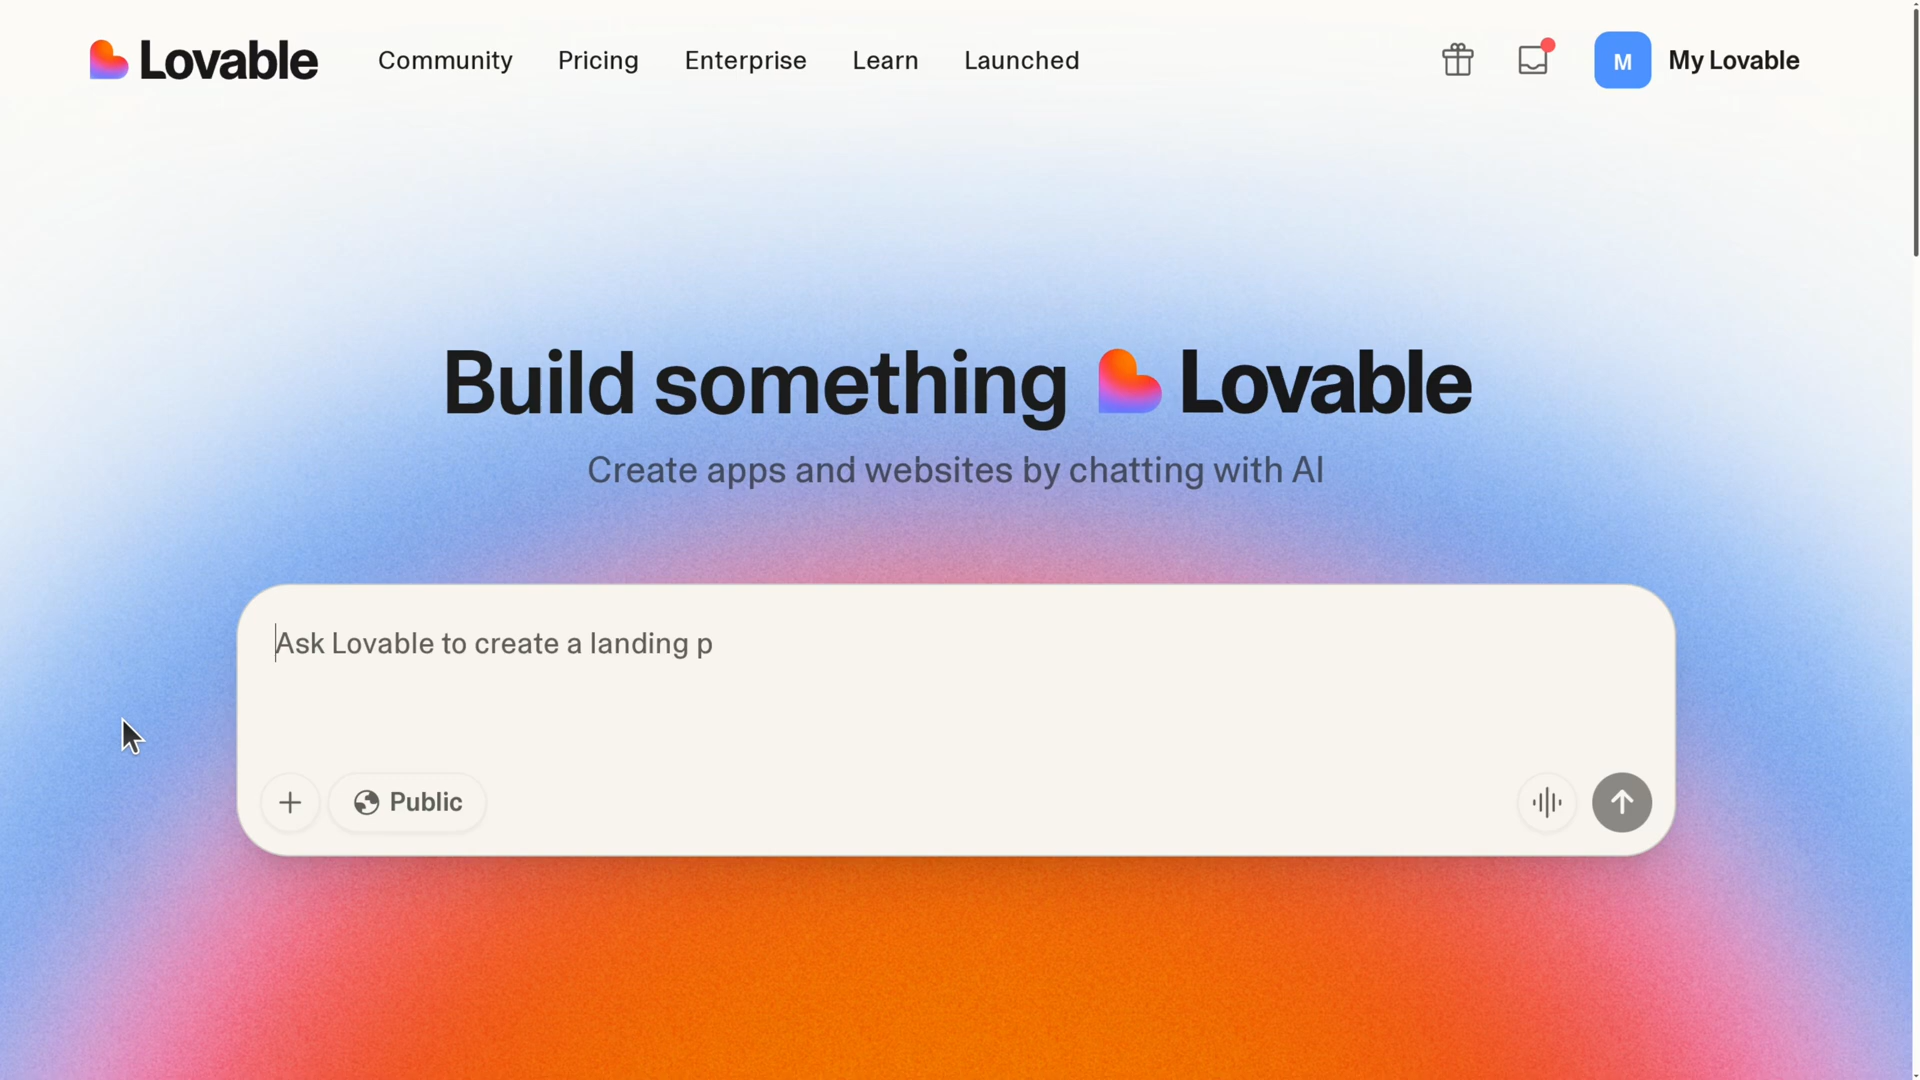 Lovable Community Pricing Enterprise Learn Launched M My Lovable
Build something Lovable
Create apps and websites by chatting with AI
Ask Lovable to create a landing p
Public